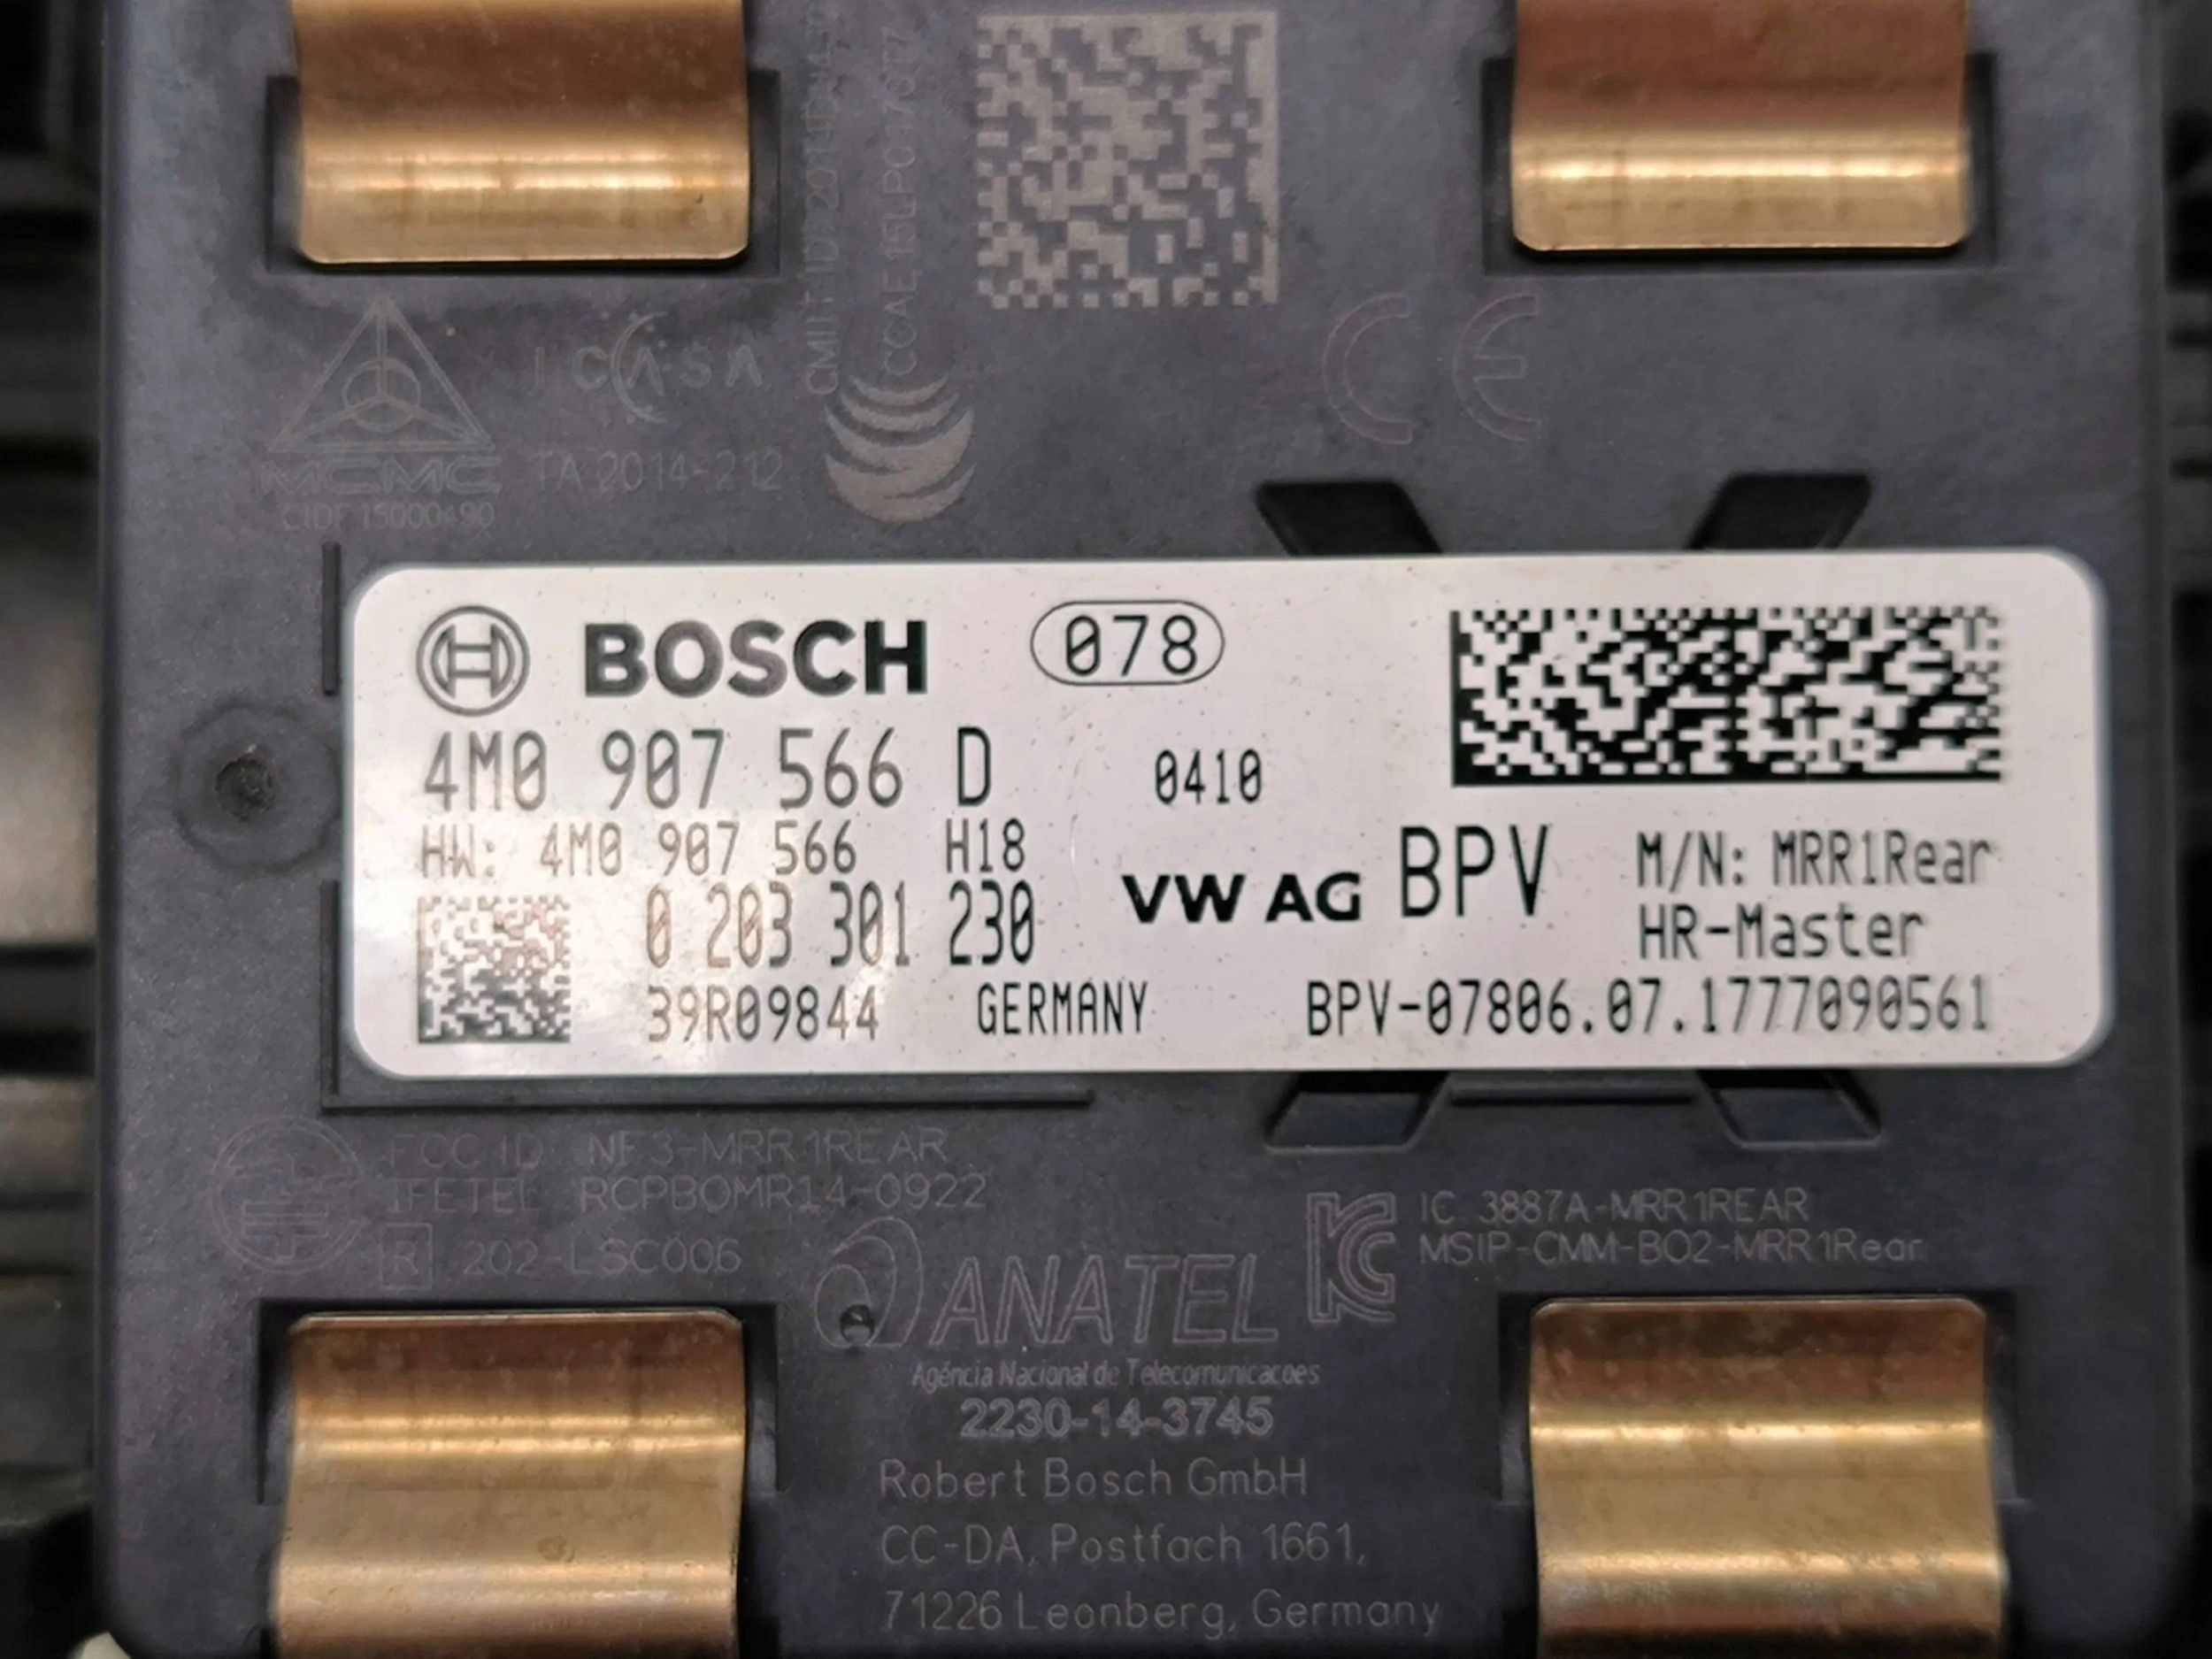 CCAE15LP0170T7
ICASA
MCMC
TA 2014-212
CIDF15000490
CE
BOSCH 078
4M0 907 566 D 0410
HW: 4M0 907 566 H18
VW AG BPV
M/N: MRR1Rear
HR-Master
0 203 301 230
39R09844 GERMANY BPV-07806.07.1777090561
FCC ID NF3-MRR1REAR
IFETEL RCPBOMR14-0922
R 202-LSC006
IC 3887A-MRR1REAR
MSIP-CMM-BO2-MRR1Rear
ANATEL
Agência Nacional de Telecomunicacoes
2230-14-3745
Robert Bosch GmbH
CC-DA, Postfach 1661,
71226 Leonberg, Germany